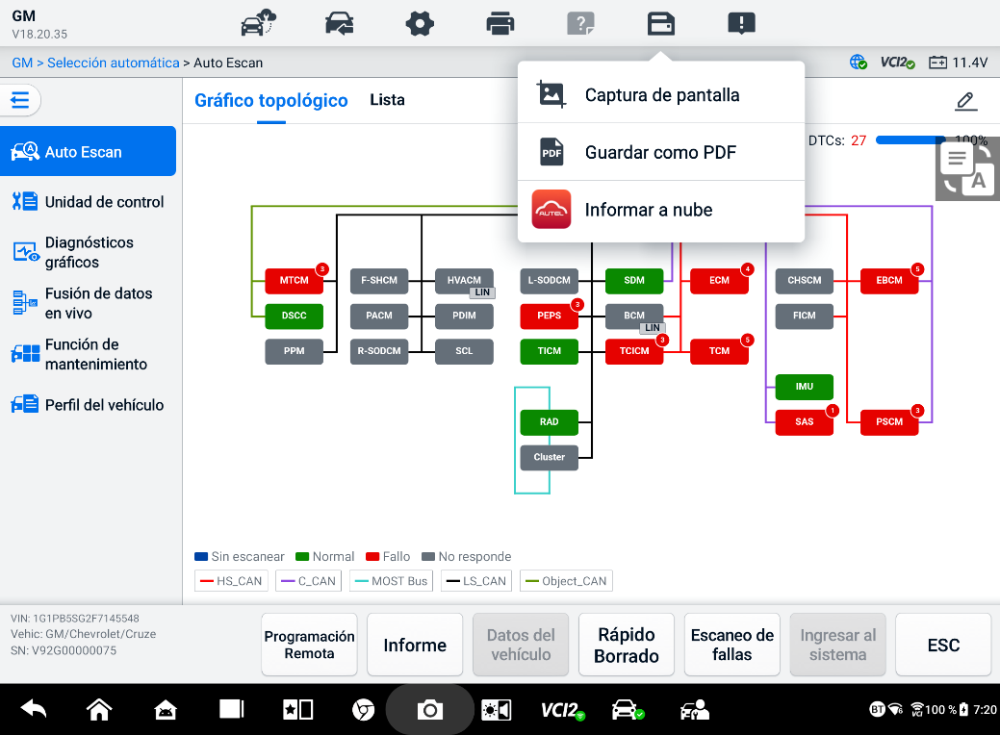 GM
V18.20.35
GM > Selección automática > Auto Escan
VCI2
11.4V
Gráfico topológico
Lista
Captura de pantalla
PDF
Guardar como PDF
AUTEL
Informar a nube
DTCs: 27
100%
A
Auto Escan
Unidad de control
Diagnósticos
gráficos
Fusión de datos
en vivo
Función de
mantenimiento
Perfil del vehículo
MTCM
3
F-SHCM
HVACM
LIN
L-SODCM
SDM
ECM
4
CHSCM
EBCM
5
DSCC
PACM
PDIM
PEPS
3
BCM
LIN
FICM
PPM
R-SODCM
SCL
TICM
TCICM
3
TCM
5
IMU
RAD
SAS
1
PSCM
3
Cluster
Sin escanear
Normal
Fallo
No responde
HS_CAN
C_CAN
MOST Bus
LS_CAN
Object_CAN
VIN: 1G1PB5SG2F7145548
Vehic: GM/Chevrolet/Cruze
SN: V92G00000075
Programación
Remota
Informe
Datos del
vehículo
Rápido
Borrado
Escaneo de
fallas
Ingresar al
sistema
ESC
VCI2
BT
6
VCI
100 %
7:20